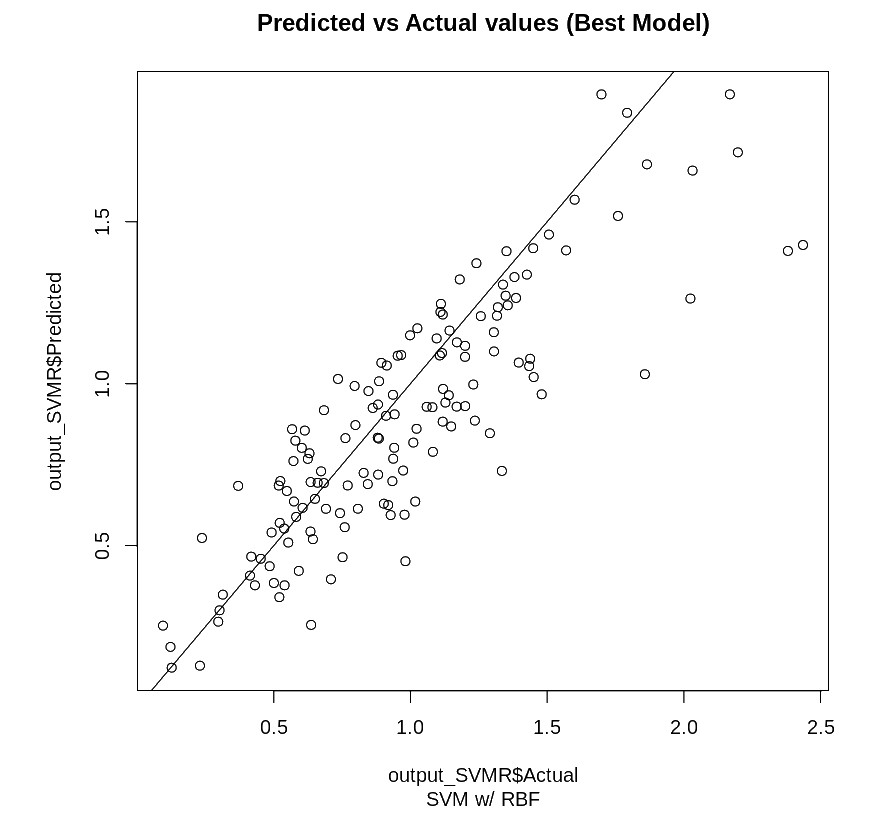 Predicted vs Actual values (Best Model)
output_SVMR$Predicted
1.5
1.0
0.5
0.5 1.0 1.5 2.0 2.5
output_SVMR$Actual
SVM w/ RBF